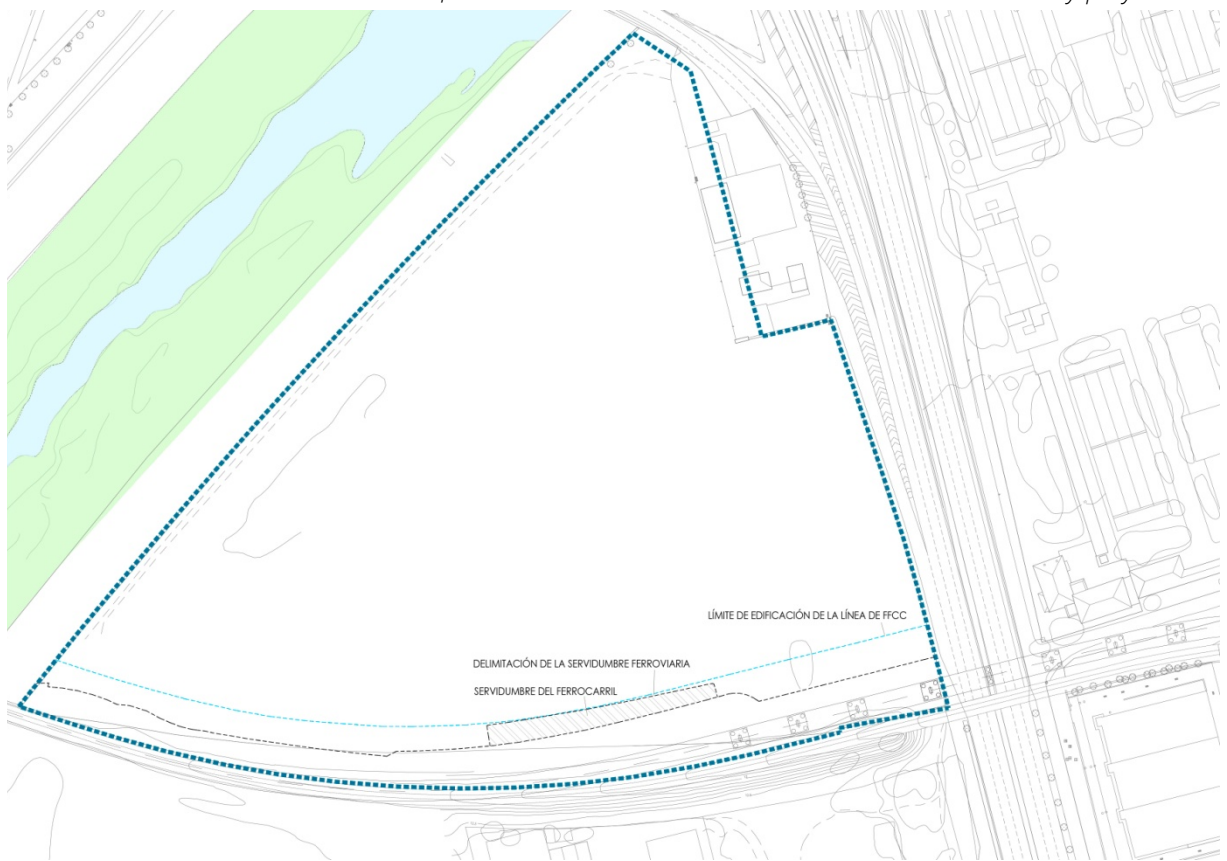 LÍMITE DE EDIFICACIÓN DE LA LÍNEA DE FFCC
DELIMITACIÓN DE LA SERVIDUMBRE FERROVIARIA
SERVIDUMBRE DEL FERROCARRIL